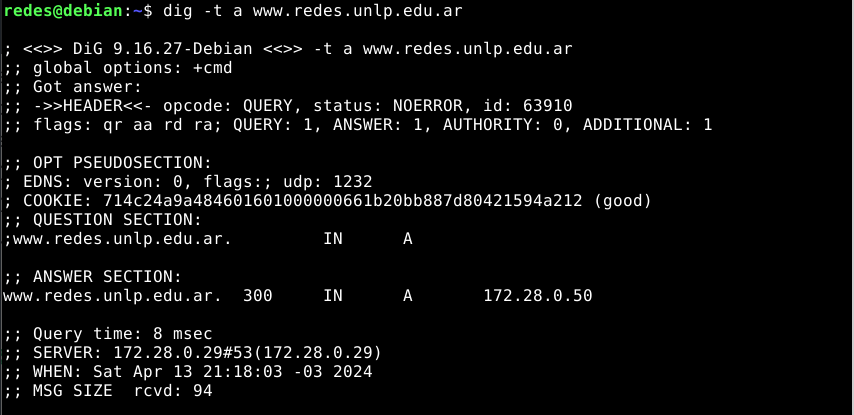 redes@debian:~$ dig -t a www.redes.unlp.edu.ar

; <<>> DiG 9.16.27-Debian <<>> -t a www.redes.unlp.edu.ar
;; global options: +cmd
;; Got answer:
;; ->>HEADER<<- opcode: QUERY, status: NOERROR, id: 63910
;; flags: qr aa rd ra; QUERY: 1, ANSWER: 1, AUTHORITY: 0, ADDITIONAL: 1

;; OPT PSEUDOSECTION:
; EDNS: version: 0, flags:; udp: 1232
; COOKIE: 714c24a9a484601601000000661b20bb887d80421594a212 (good)
;; QUESTION SECTION:
;www.redes.unlp.edu.ar.		IN	A

;; ANSWER SECTION:
www.redes.unlp.edu.ar.	300	IN	A	172.28.0.50

;; Query time: 8 msec
;; SERVER: 172.28.0.29#53(172.28.0.29)
;; WHEN: Sat Apr 13 21:18:03 -03 2024
;; MSG SIZE  rcvd: 94